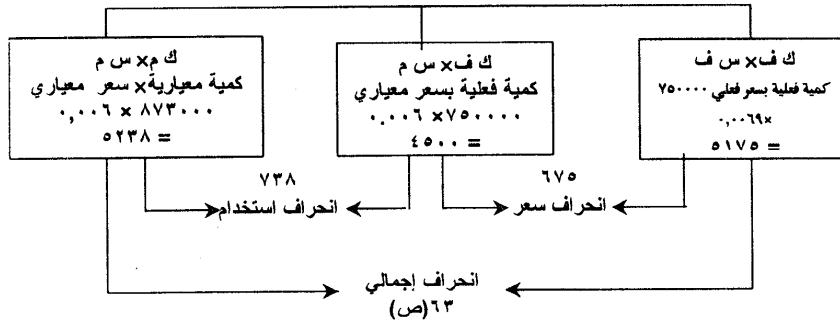 ك ف × س ف
كمية فعلية بسعر فعلي ٧٥٠٠٠٠
× ٠,٠٠٦٩
= ٥١٧٥
ك ف × س م
كمية فعلية بسعر معياري
٧٥٠٠٠٠ × ٠.٠٠٦
= ٤٥٠٠
ك م × س م
كمية معيارية × سعر معياري
٨٧٣٠٠٠ × ٠,٠٠٦
= ٥٢٣٨
٦٧٥
انحراف سعر
٧٣٨
انحراف استخدام
انحراف إجمالي
٦٣ (ص)